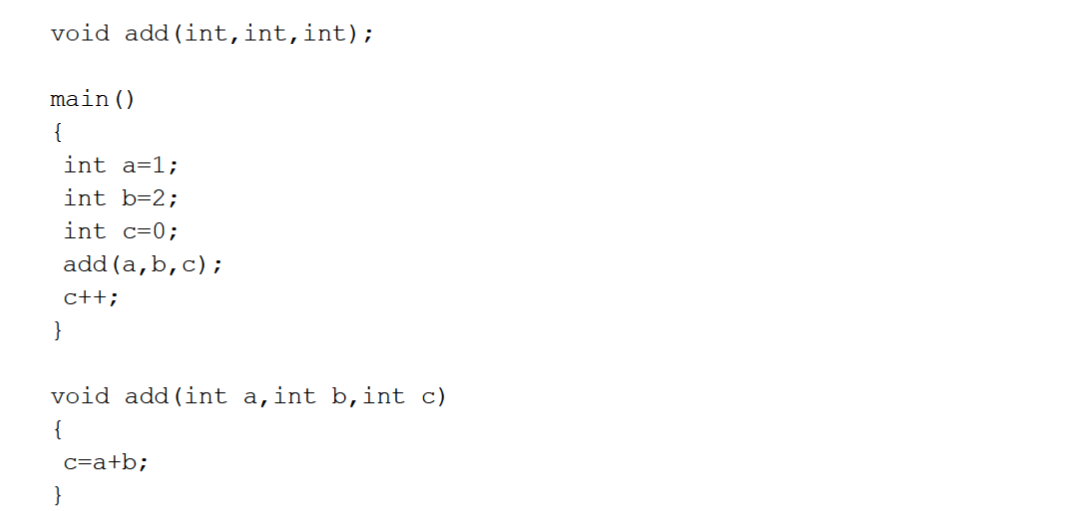 void add(int,int,int);
main()
{
int a=1;
int b=2;
int c=0;
add(a,b,c);
c++;
}
void add(int a,int b,int c)
{
c=a+b;
}